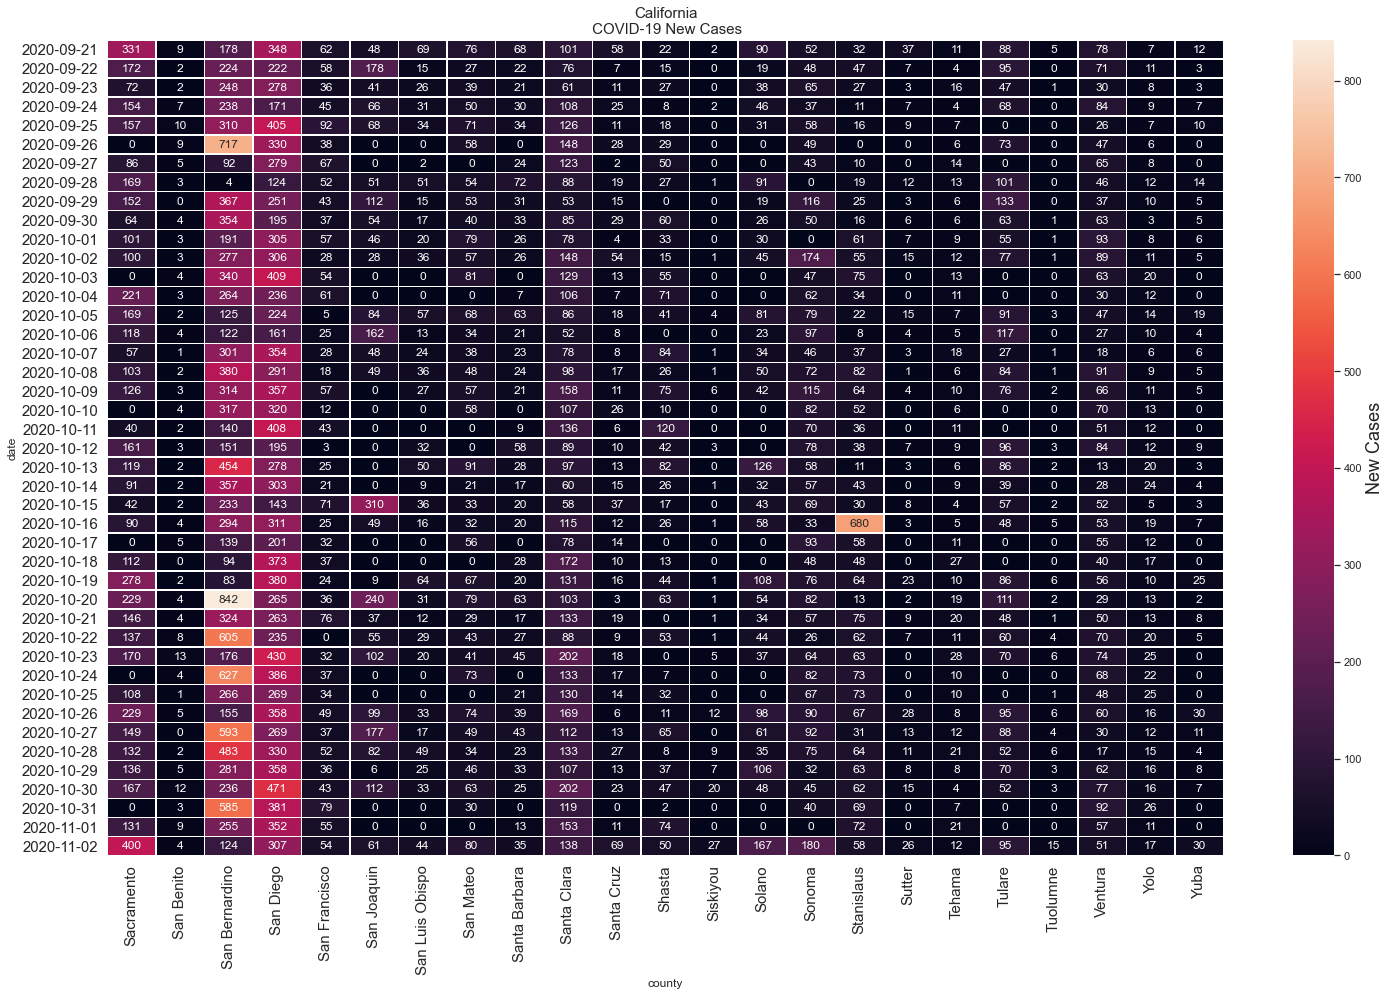 California
COVID-19 New Cases
2020-09-21 331 9 178 348 62 48 69 76 68 101 58 22 2 90 52 32 37 11 88 5 78 7 12
2020-09-22 172 2 224 222 58 178 15 27 22 76 7 15 0 19 48 47 7 4 95 0 71 11 3
2020-09-23 72 2 248 278 36 41 26 39 21 61 11 27 0 38 65 27 3 16 47 1 30 8 3
2020-09-24 154 7 238 171 45 66 31 50 30 108 25 8 2 46 37 11 7 4 68 0 84 9 7
2020-09-25 157 10 310 405 92 68 34 71 34 126 11 18 0 31 58 16 9 7 0 0 26 7 10
2020-09-26 0 9 717 330 38 0 0 58 0 148 28 29 0 0 49 0 0 6 73 0 47 6 0
2020-09-27 86 5 92 279 67 0 2 0 24 123 2 50 0 0 43 10 0 14 0 0 65 8 0
2020-09-28 169 3 4 124 52 51 51 54 72 88 19 27 1 91 0 19 12 13 101 0 46 12 14
2020-09-29 152 0 367 251 43 112 15 53 31 53 15 0 0 19 116 25 3 6 133 0 37 10 5
2020-09-30 64 4 354 195 37 54 17 40 33 85 29 60 0 26 50 16 6 6 63 1 63 3 5
2020-10-01 101 3 191 305 57 46 20 79 26 78 4 33 0 30 0 61 7 9 55 1 93 8 6
2020-10-02 100 3 277 306 28 28 36 57 26 148 54 15 1 45 174 55 15 12 77 1 89 11 5
2020-10-03 0 4 340 409 54 0 0 81 0 129 13 55 0 0 47 75 0 13 0 0 63 20 0
2020-10-04 221 3 264 236 61 0 0 0 7 106 7 71 0 0 62 34 0 11 0 0 30 12 0
2020-10-05 169 2 125 224 5 84 57 68 63 86 18 41 4 81 79 22 15 7 91 3 47 14 19
2020-10-06 118 4 122 161 25 162 13 34 21 52 8 0 0 23 97 8 4 5 117 0 27 10 4
2020-10-07 57 1 301 354 28 48 24 38 23 78 8 84 1 34 46 37 3 18 27 1 18 6 6
2020-10-08 103 2 380 291 18 49 36 48 24 98 17 26 1 50 72 82 1 6 84 1 91 9 5
2020-10-09 126 3 314 357 57 0 27 57 21 158 11 75 6 42 115 64 4 10 76 2 66 11 5
2020-10-10 0 4 317 320 12 0 0 58 0 107 26 10 0 0 82 52 0 6 0 0 70 13 0
2020-10-11 40 2 140 408 43 0 0 0 9 136 6 120 0 0 70 36 0 11 0 0 51 12 0
2020-10-12 161 3 151 195 3 0 32 0 58 89 10 42 3 0 78 38 7 9 96 3 84 12 9
2020-10-13 119 2 454 278 25 0 50 91 28 97 13 82 0 126 58 11 3 6 86 2 13 20 3
2020-10-14 91 2 357 303 21 0 9 21 17 60 15 26 1 32 57 43 0 9 39 0 28 24 4
2020-10-15 42 2 233 143 71 310 36 33 20 58 37 17 0 43 69 30 8 4 57 2 52 5 3
2020-10-16 90 4 294 311 25 49 16 32 20 115 12 26 1 58 33 680 3 5 48 5 53 19 7
2020-10-17 0 5 139 201 32 0 0 56 0 78 14 0 0 0 93 58 0 11 0 0 55 12 0
2020-10-18 112 0 94 373 37 0 0 0 28 172 10 13 0 0 48 48 0 27 0 0 40 17 0
2020-10-19 278 2 83 380 24 9 64 67 20 131 16 44 1 108 76 64 23 10 86 6 56 10 25
2020-10-20 229 4 842 265 36 240 31 79 63 103 3 63 1 54 82 13 2 19 111 2 29 13 2
2020-10-21 146 4 324 263 76 37 12 29 17 133 19 0 1 34 57 75 9 20 48 1 50 13 8
2020-10-22 137 8 605 235 0 55 29 43 27 88 9 53 1 44 26 62 7 11 60 4 70 20 5
2020-10-23 170 13 176 430 32 102 20 41 45 202 18 0 5 37 64 63 0 28 70 6 74 25 0
2020-10-24 0 4 627 386 37 0 0 73 0 133 17 7 0 0 82 73 0 10 0 0 68 22 0
2020-10-25 108 1 266 269 34 0 0 0 21 130 14 32 0 0 67 73 0 10 0 1 48 25 0
2020-10-26 229 5 155 358 49 99 33 74 39 169 6 11 12 98 90 67 28 8 95 6 60 16 30
2020-10-27 149 0 593 269 37 177 17 49 43 112 13 65 0 61 92 31 13 12 88 4 30 12 11
2020-10-28 132 2 483 330 52 82 49 34 23 133 27 8 9 35 75 64 11 21 52 6 17 15 4
2020-10-29 136 5 281 358 36 6 25 46 33 107 13 37 7 106 32 63 8 8 70 3 62 16 8
2020-10-30 167 12 236 471 43 112 33 63 25 202 23 47 20 48 45 62 15 4 52 3 77 16 7
2020-10-31 0 3 585 381 79 0 0 30 0 119 0 2 0 0 40 69 0 7 0 0 92 26 0
2020-11-01 131 9 255 352 55 0 0 0 13 153 11 74 0 0 0 72 0 21 0 0 57 11 0
2020-11-02 400 4 124 307 54 61 44 80 35 138 69 50 27 167 180 58 26 12 95 15 51 17 30
date
Sacramento
San Benito
San Bernardino
San Diego
San Francisco
San Joaquin
San Luis Obispo
San Mateo
Santa Barbara
Santa Clara
Santa Cruz
Shasta
Siskiyou
Solano
Sonoma
Stanislaus
Sutter
Tehama
Tulare
Tuolumne
Ventura
Yolo
Yuba
county
800
700
600
500
400
300
200
100
0
New Cases